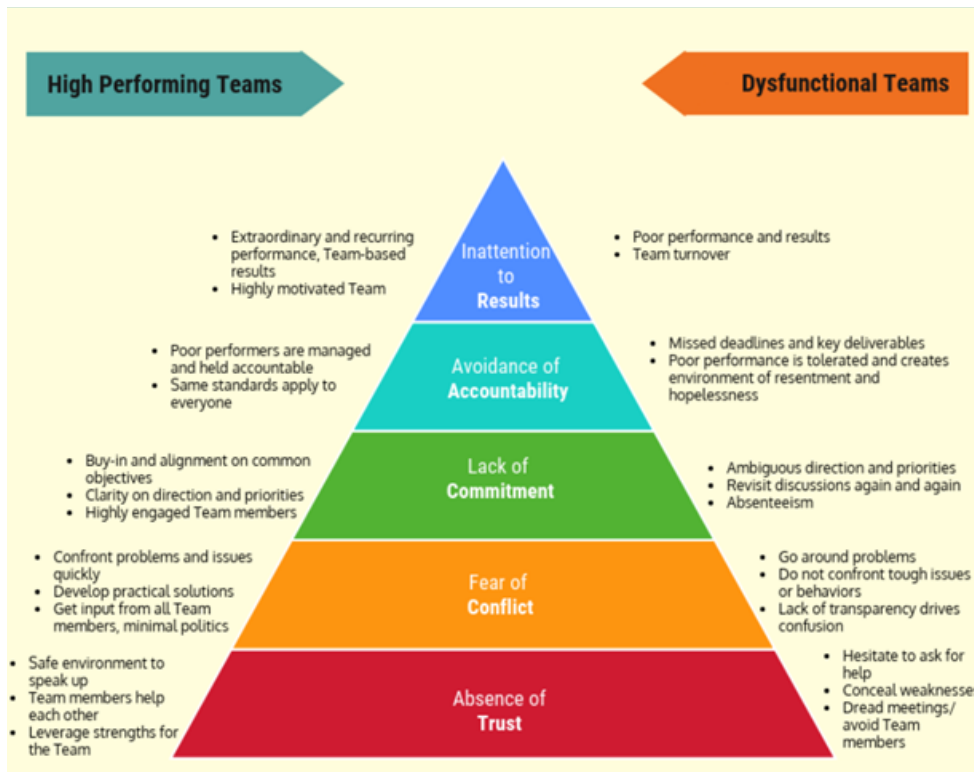 High Performing Teams
Dysfunctional Teams
• Extraordinary and recurring
performance, Team-based
results
• Highly motivated Team
Inattention
to
Results
• Poor performance and results
• Team turnover
• Poor performers are managed
and held accountable
• Same standards apply to
everyone
Avoidance of
Accountability
• Missed deadlines and key deliverables
• Poor performance is tolerated and creates
environment of resentment and
hopelessness
• Buy-in and alignment on common
objectives
• Clarity on direction and priorities
• Highly engaged Team members
Lack of
Commitment
• Ambiguous direction and priorities
• Revisit discussions again and again
• Absenteeism
• Confront problems and issues
quickly
• Develop practical solutions
• Get input from all Team
members, minimal politics
Fear of
Conflict
• Go around problems
• Do not confront tough issues
or behaviors
• Lack of transparency drives
confusion
• Safe environment to
speak up
• Team members help
each other
• Leverage strengths for
the Team
Absence of
Trust
• Hesitate to ask for
help
• Conceal weaknesse
• Dread meetings/
avoid Team
members